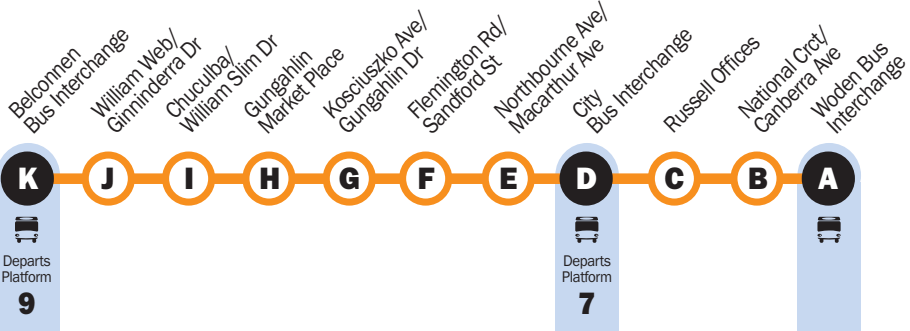 Belconnen
Bus Interchange
William Web/
Ginninderra Dr
Chuculba/
William Slim Dr
Gungahlin
Market Place
Kosciuszko Ave/
Gungahlin Dr
Flemington Rd/
Sandford St
Northbourne Ave/
Macarthur Ave
City
Bus Interchange
Russell Offices
National Crct/
Canberra Ave
Woden Bus
Interchange
K J I H G F E D C B A
Departs
Platform
9
Departs
Platform
7